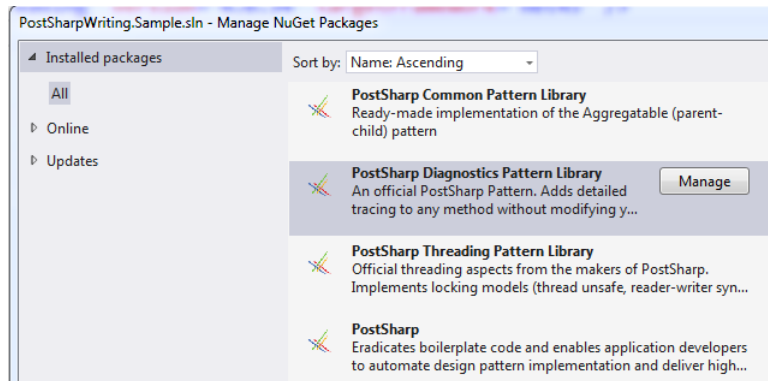 PostSharpWriting.Sample.sln - Manage NuGet Packages
Installed packages
Sort by: Name: Ascending
All
Online
Updates
PostSharp Common Pattern Library
Ready-made implementation of the Aggregatable (parent-
child) pattern
PostSharp Diagnostics Pattern Library
An official PostSharp Pattern. Adds detailed
tracing to any method without modifying y...
Manage
PostSharp Threading Pattern Library
Official threading aspects from the makers of PostSharp.
Implements locking models (thread unsafe, reader-writer syn...
PostSharp
Eradicates boilerplate code and enables application developers
to automate design pattern implementation and deliver high...